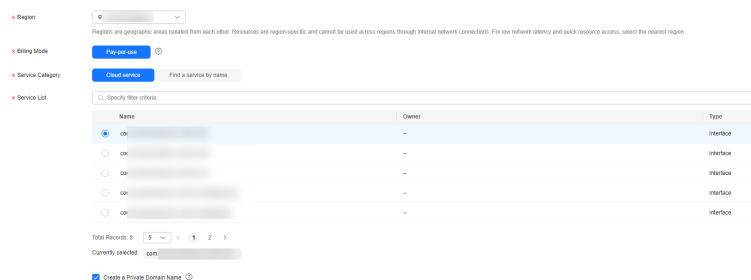 * Region
Regions are geographic areas isolated from each other. Resources are region-specific and cannot be used across regions through internal network connections. For low network latency and quick resource access, select the nearest region.
* Billing Mode
Pay-per-use
* Service Category
Cloud service Find a service by name
* Service List
Specify filter criteria.
Name Owner Type
-- Interface
-- Interface
-- Interface
-- Interface
-- Interface
Total Records: 8 5 < 1 2 >
Currently selected: com.
Create a Private Domain Name